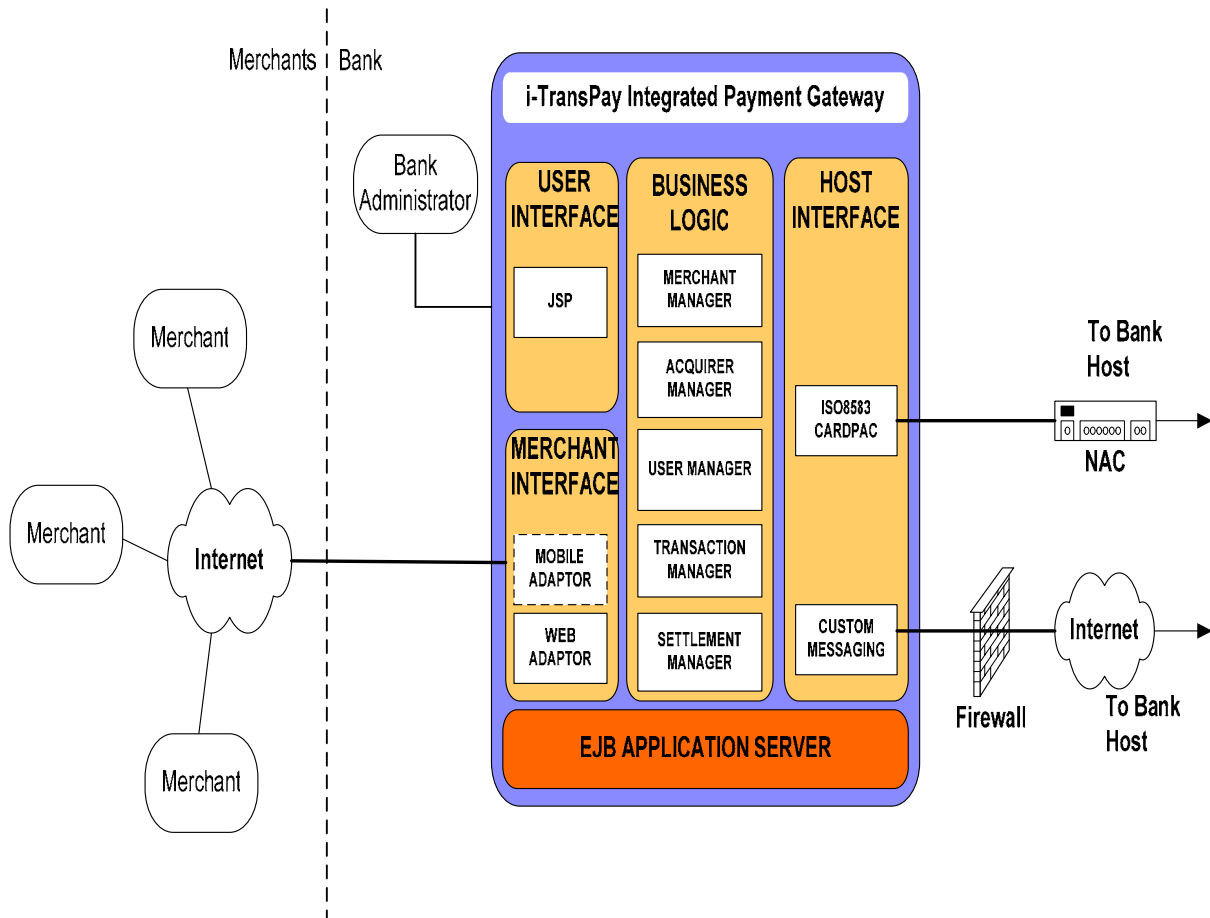 Merchants
Bank
i-TransPay Integrated Payment Gateway
Bank
Administrator
USER
INTERFACE
JSP
MERCHANT
INTERFACE
MOBILE
ADAPTOR
WEB
ADAPTOR
BUSINESS
LOGIC
MERCHANT
MANAGER
ACQUIRER
MANAGER
USER MANAGER
TRANSACTION
MANAGER
SETTLEMENT
MANAGER
HOST
INTERFACE
ISO8583
CARDPAC
CUSTOM
MESSAGING
EJB APPLICATION SERVER
Merchant
Merchant
Internet
Merchant
To Bank
Host
NAC
Firewall
Internet
To Bank
Host